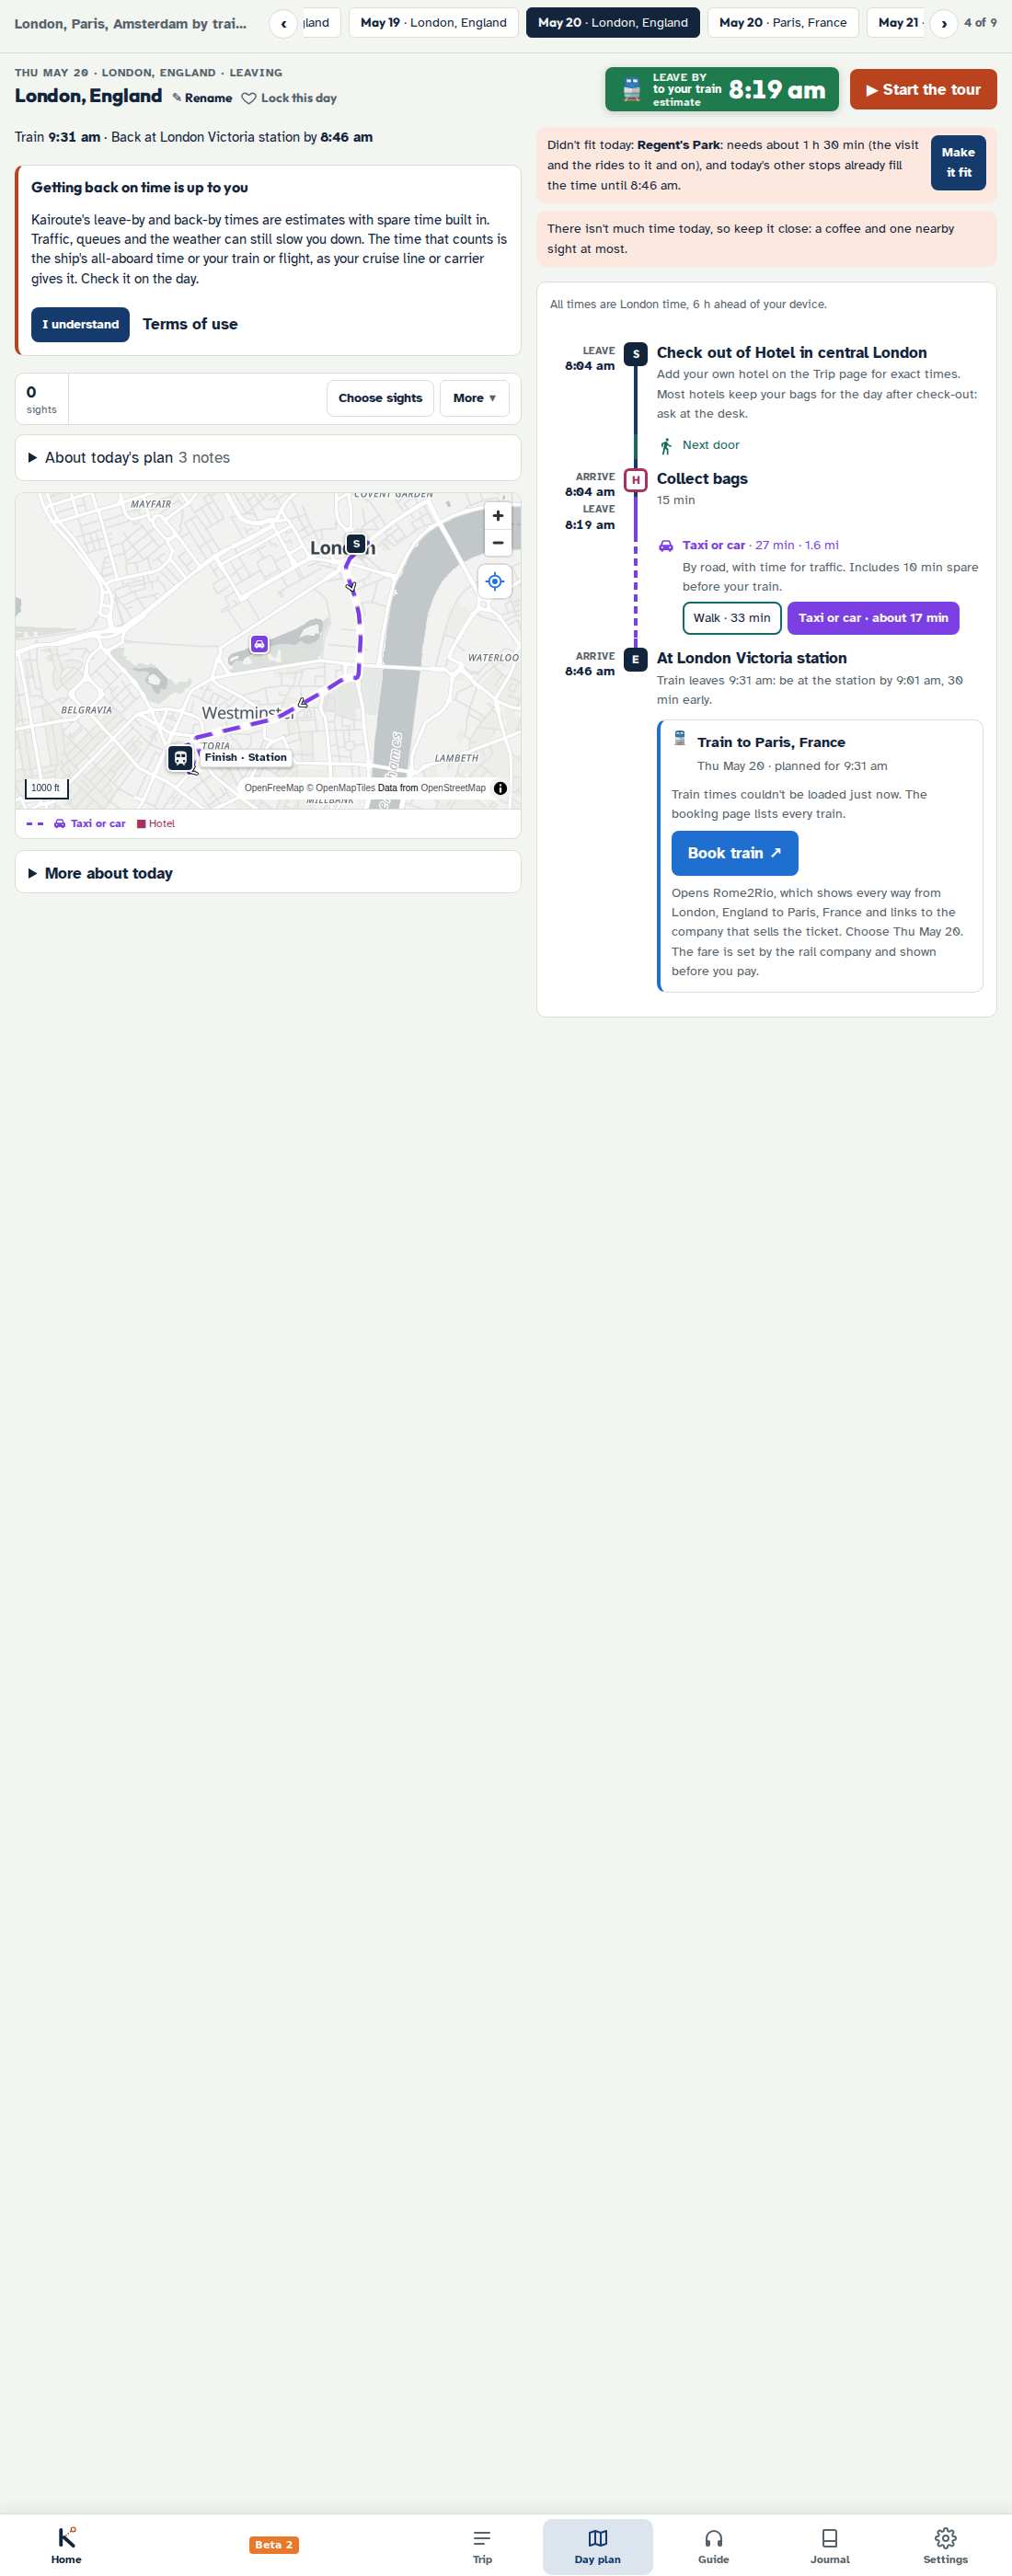 London, Paris, Amsterdam by trai...
‹
gland
May 19 · London, England
May 20 · London, England
May 20 · Paris, France
May 21 ·
›
4 of 9
THU MAY 20 · LONDON, ENGLAND · LEAVING
London, England
✎ Rename
Lock this day
LEAVE BY
to your train
estimate
8:19 am
▶ Start the tour
Train 9:31 am · Back at London Victoria station by 8:46 am
Getting back on time is up to you
Kairoute's leave-by and back-by times are estimates with spare time built in.
Traffic, queues and the weather can still slow you down. The time that counts is
the ship's all-aboard time or your train or flight, as your cruise line or carrier
gives it. Check it on the day.
I understand
Terms of use
0
sights
Choose sights
More ▼
▶ About today's plan 3 notes
MAYFAIR
COVENT GARDEN
S
+
−
WATERLOO
BELGRAVIA
LAMBETH
Finish · Station
MILLBANK
1000 ft
OpenFreeMap © OpenMapTiles Data from OpenStreetMap
Taxi or car
Hotel
▶ More about today
Didn't fit today: Regent's Park: needs about 1 h 30 min (the visit
and the rides to it and on), and today's other stops already fill
the time until 8:46 am.
Make
it fit
There isn't much time today, so keep it close: a coffee and one nearby
sight at most.
All times are London time, 6 h ahead of your device.
LEAVE
8:04 am
S
Check out of Hotel in central London
Add your own hotel on the Trip page for exact times.
Most hotels keep your bags for the day after check-out:
ask at the desk.
Next door
ARRIVE
8:04 am
LEAVE
8:19 am
H
Collect bags
15 min
Taxi or car · 27 min · 1.6 mi
By road, with time for traffic. Includes 10 min spare
before your train.
Walk · 33 min
Taxi or car · about 17 min
ARRIVE
8:46 am
E
At London Victoria station
Train leaves 9:31 am: be at the station by 9:01 am, 30
min early.
Train to Paris, France
Thu May 20 · planned for 9:31 am
Train times couldn't be loaded just now. The
booking page lists every train.
Book train ↗
Opens Rome2Rio, which shows every way from
London, England to Paris, France and links to the
company that sells the ticket. Choose Thu May 20.
The fare is set by the rail company and shown
before you pay.
Home
Beta 2
Trip
Day plan
Guide
Journal
Settings